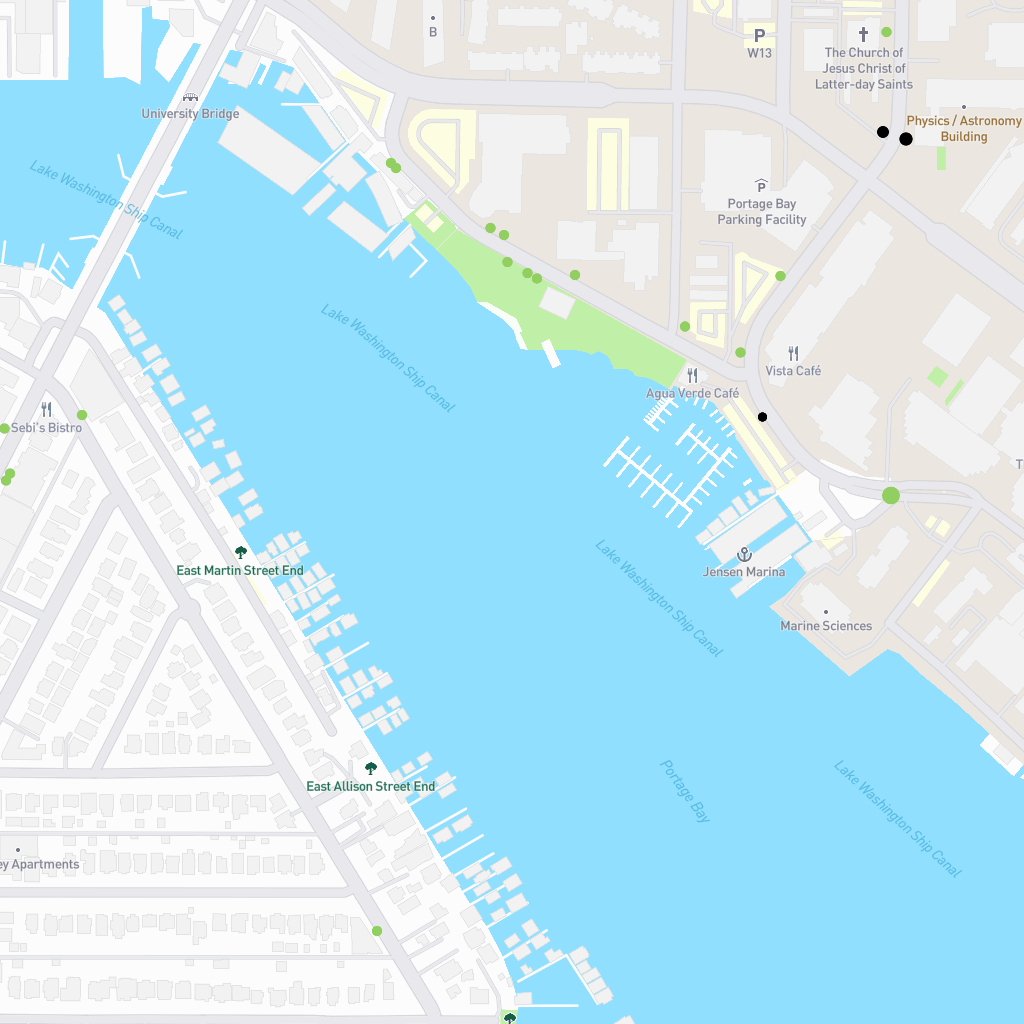 B
P
W13
The Church of
Jesus Christ of
Latter-day Saints
University Bridge
Physics / Astronomy
Building
Lake Washington Ship Canal
P
Portage Bay
Parking Facility
Lake Washington Ship Canal
Vista Café
Agua Verde Café
Sebi's Bistro
East Martin Street End
Lake Washington Ship Canal
Jensen Marina
Marine Sciences
East Allison Street End
Portage Bay
Lake Washington Ship Canal
ey Apartments